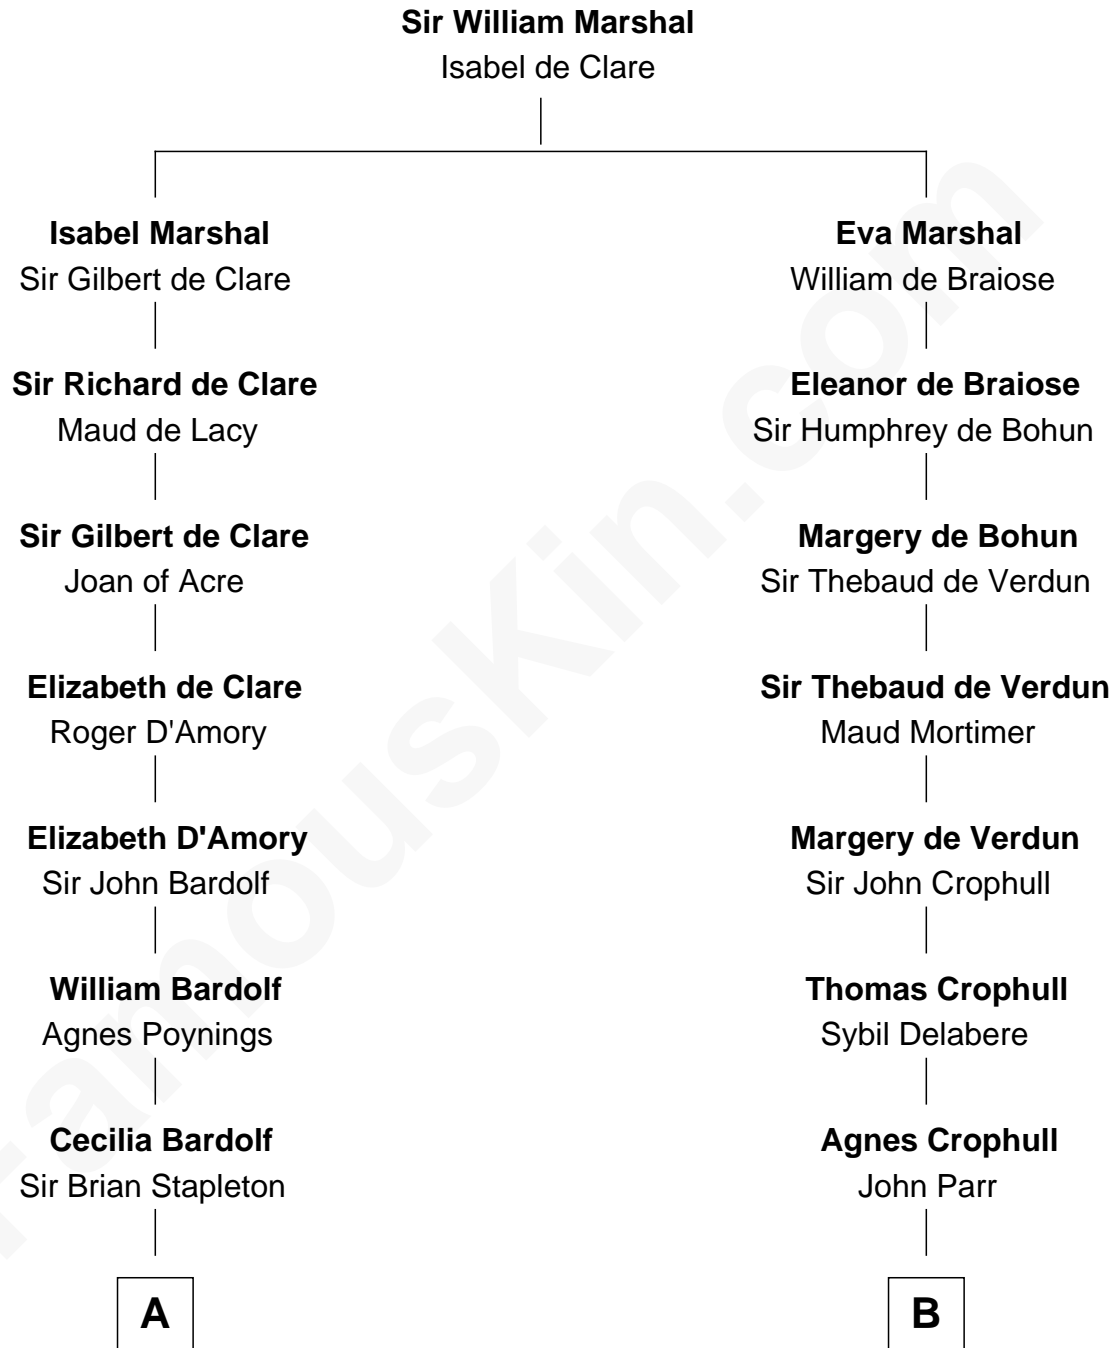 Sir William Marshal
Isabel de Clare
Isabel Marshal
Sir Gilbert de Clare
Eva Marshal
William de Braiose
Sir Richard de Clare
Maud de Lacy
Eleanor de Braiose
Sir Humphrey de Bohun
Sir Gilbert de Clare
Joan of Acre
Margery de Bohun
Sir Thebaud de Verdun
Elizabeth de Clare
Roger D'Amory
Sir Thebaud de Verdun
Maud Mortimer
Elizabeth D'Amory
Sir John Bardolf
Margery de Verdun
Sir John Crophull
William Bardolf
Agnes Poynings
Thomas Crophull
Sybil Delabere
Cecilia Bardolf
Sir Brian Stapleton
Agnes Crophull
John Parr
A
B
FamousKin.com